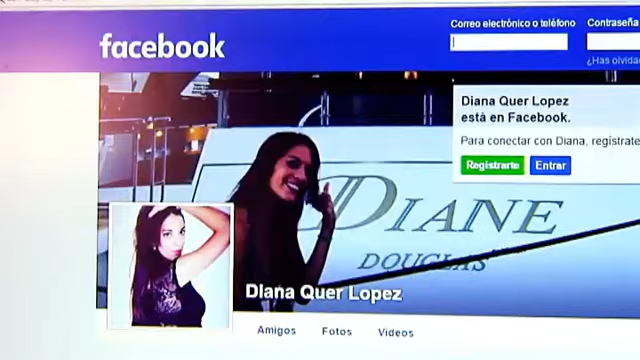 Correo electrónico o teléfono
Contraseña
facebook
¿Has olvida
Diana Quer Lopez
está en Facebook.
Para conectar con Diana, regístrate
Registrarte
Entrar
DIANE
DOUGLAS
Diana Quer Lopez
Amigos
Fotos
Videos